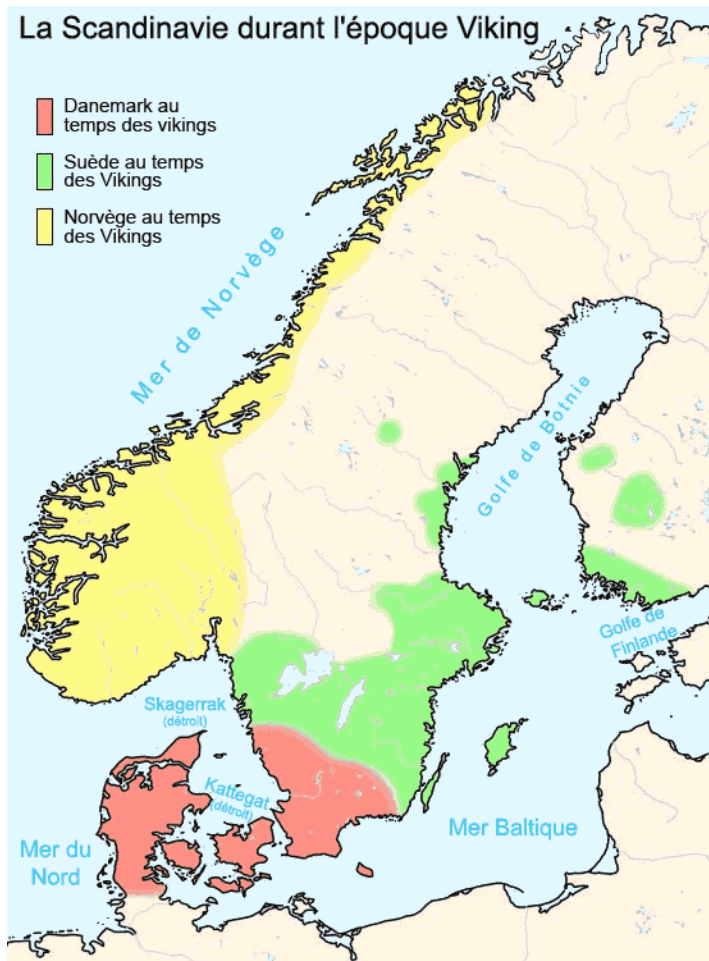 La Scandinavie durant l'époque Viking
Danemark au
temps des vikings
Suède au temps
des Vikings
Norvège au temps
des Vikings
Mer de Norvège
Golfe de Botnie
Golfe de
Finlande
Skagerrak
(détroit)
Kattegat
(détroit)
Mer Baltique
Mer du
Nord